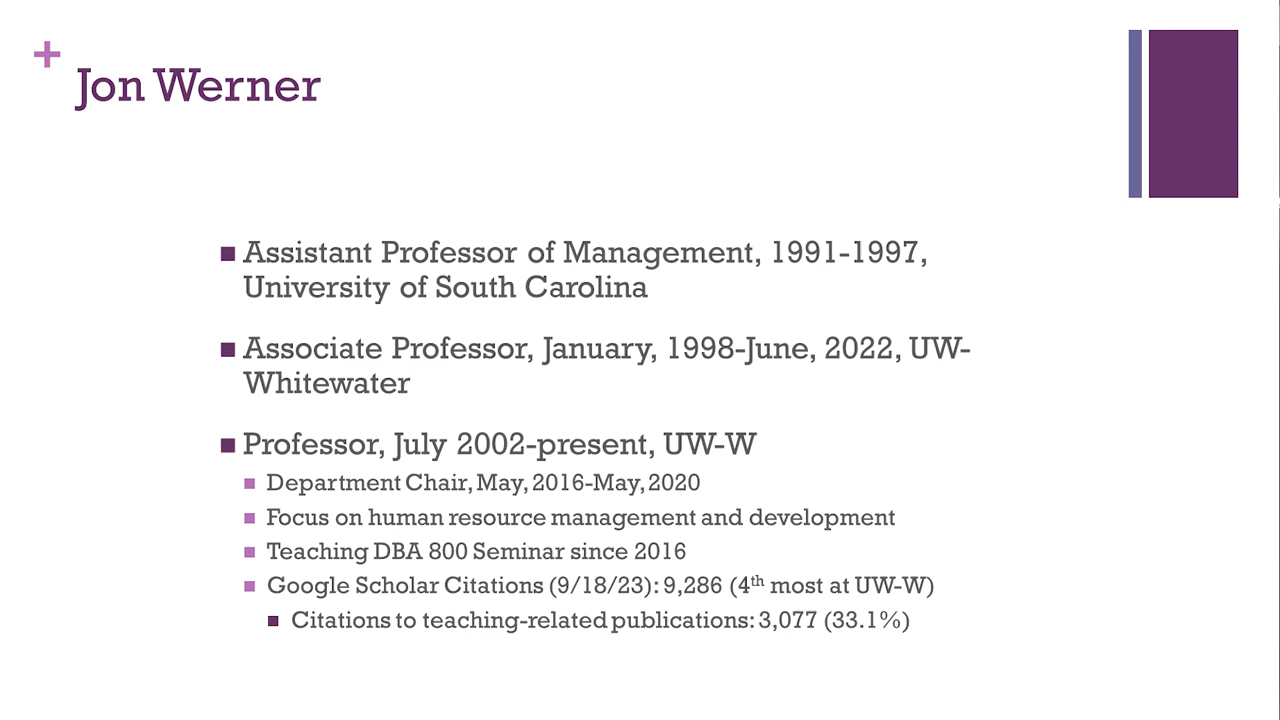 +
Jon Werner
Assistant Professor of Management, 1991-1997,
University of South Carolina
Associate Professor, January, 1998-June, 2022, UW-
Whitewater
Professor, July 2002-present, UW-W
Department Chair, May, 2016-May, 2020
Focus on human resource management and development
Teaching DBA 800 Seminar since 2016
Google Scholar Citations (9/18/23): 9,286 (4th most at UW-W)
Citations to teaching-related publications: 3,077 (33.1%)